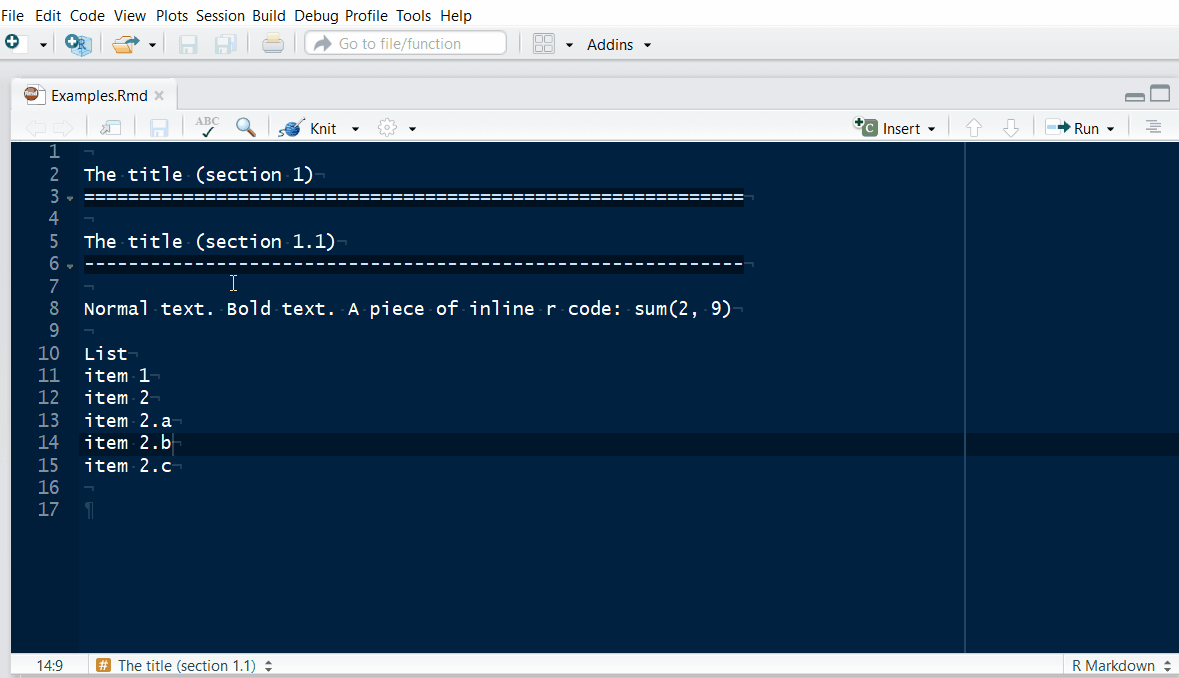 File Edit Code View Plots Session Build Debug Profile Tools Help
Go to file/function Addins
Examples.Rmd
ABC Knit Insert Run
1 ¬
2 The title (section 1)¬
3 ============================================================¬
4 ¬
5 The title (section 1.1)¬
6 ------------------------------------------------------------¬
7 ¬
8 Normal text. Bold text. A piece of inline r code: sum(2, 9)¬
9 ¬
10 List¬
11 item 1¬
12 item 2¬
13 item 2.a¬
14 item 2.b¬
15 item 2.c¬
16 ¬
17 ¶
14:9 # The title (section 1.1) R Markdown